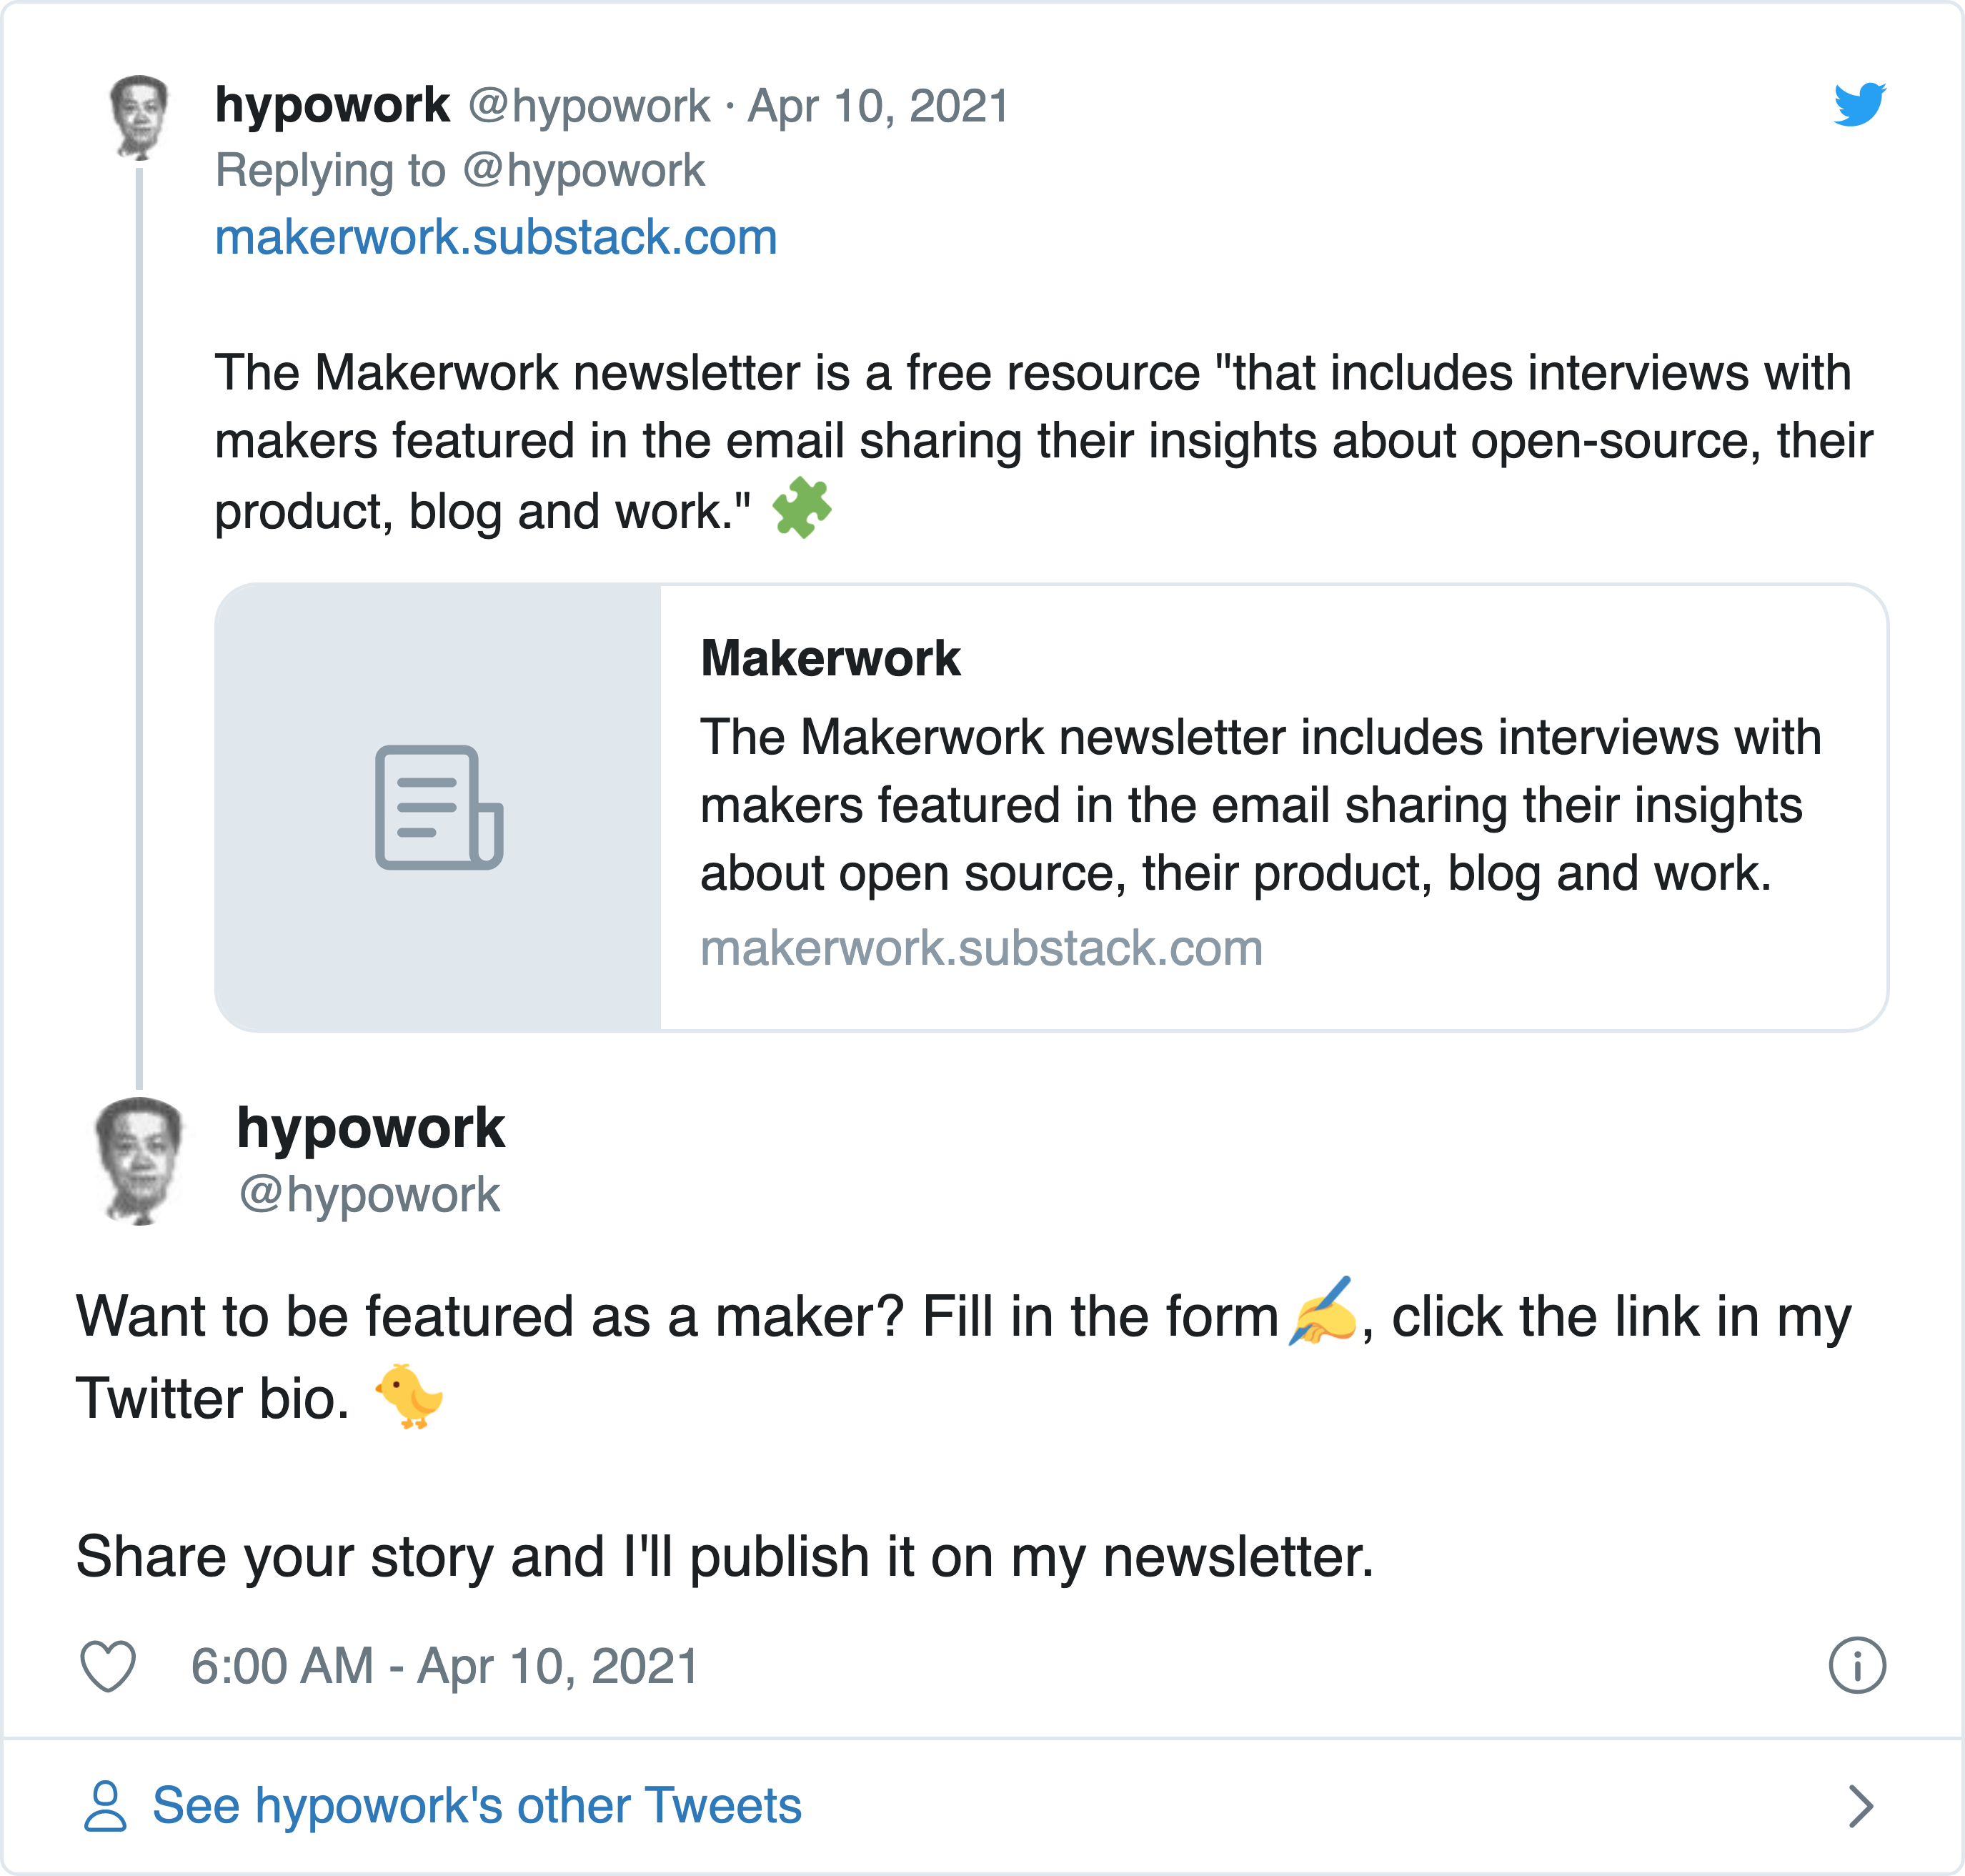 hypowork @hypowork · Apr 10, 2021
Replying to @hypowork
makerwork.substack.com
The Makerwork newsletter is a free resource "that includes interviews with
makers featured in the email sharing their insights about open-source, their
product, blog and work." 🧩
Makerwork
The Makerwork newsletter includes interviews with
makers featured in the email sharing their insights
about open source, their product, blog and work.
makerwork.substack.com
hypowork
@hypowork
Want to be featured as a maker? Fill in the form✍️, click the link in my
Twitter bio. 🐤
Share your story and I'll publish it on my newsletter.
6:00 AM - Apr 10, 2021
See hypowork's other Tweets